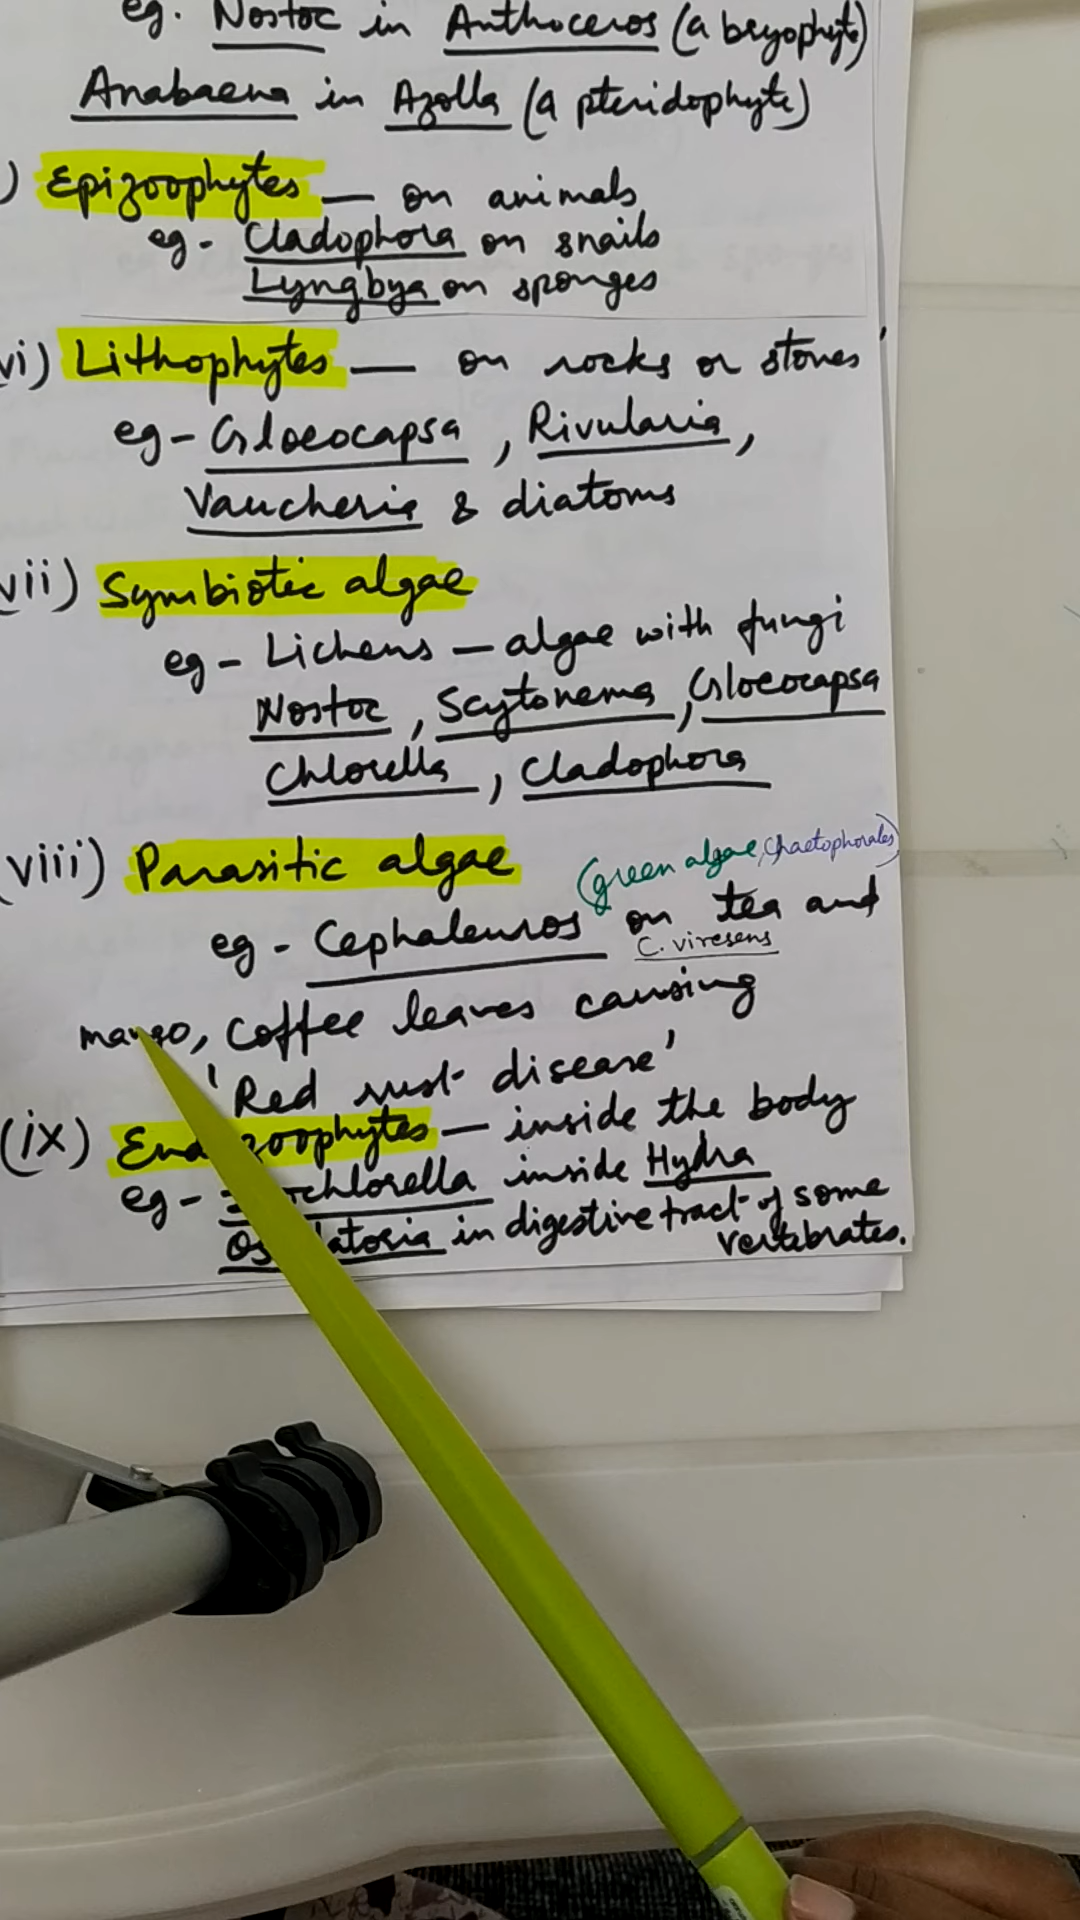 eg. Nostoc in Anthoceros (a bryophyte)
Anabaena in Azolla (a pteridophyte)
) Epizoophytes — on animals
eg - Cladophora on snails
Lyngbya on sponges
vi) Lithophytes — on rocks or stones
eg - Gloeocapsa, Rivularia,
Vaucheria & diatoms
vii) Symbiotic algae
eg - Lichens — algae with fungi
Nostoc, Scytonema, Gloeocapsa
Chlorella, Cladophora
(viii) Parasitic algae
(green algae, Chaetophorales)
eg - Cephaleuros on tea and
C. viresens
mango, Coffee leaves causing
'Red rust disease'
(ix) Endozoophytes — inside the body
eg - chlorella inside Hydra
in digestive tract of some
vertebrates.